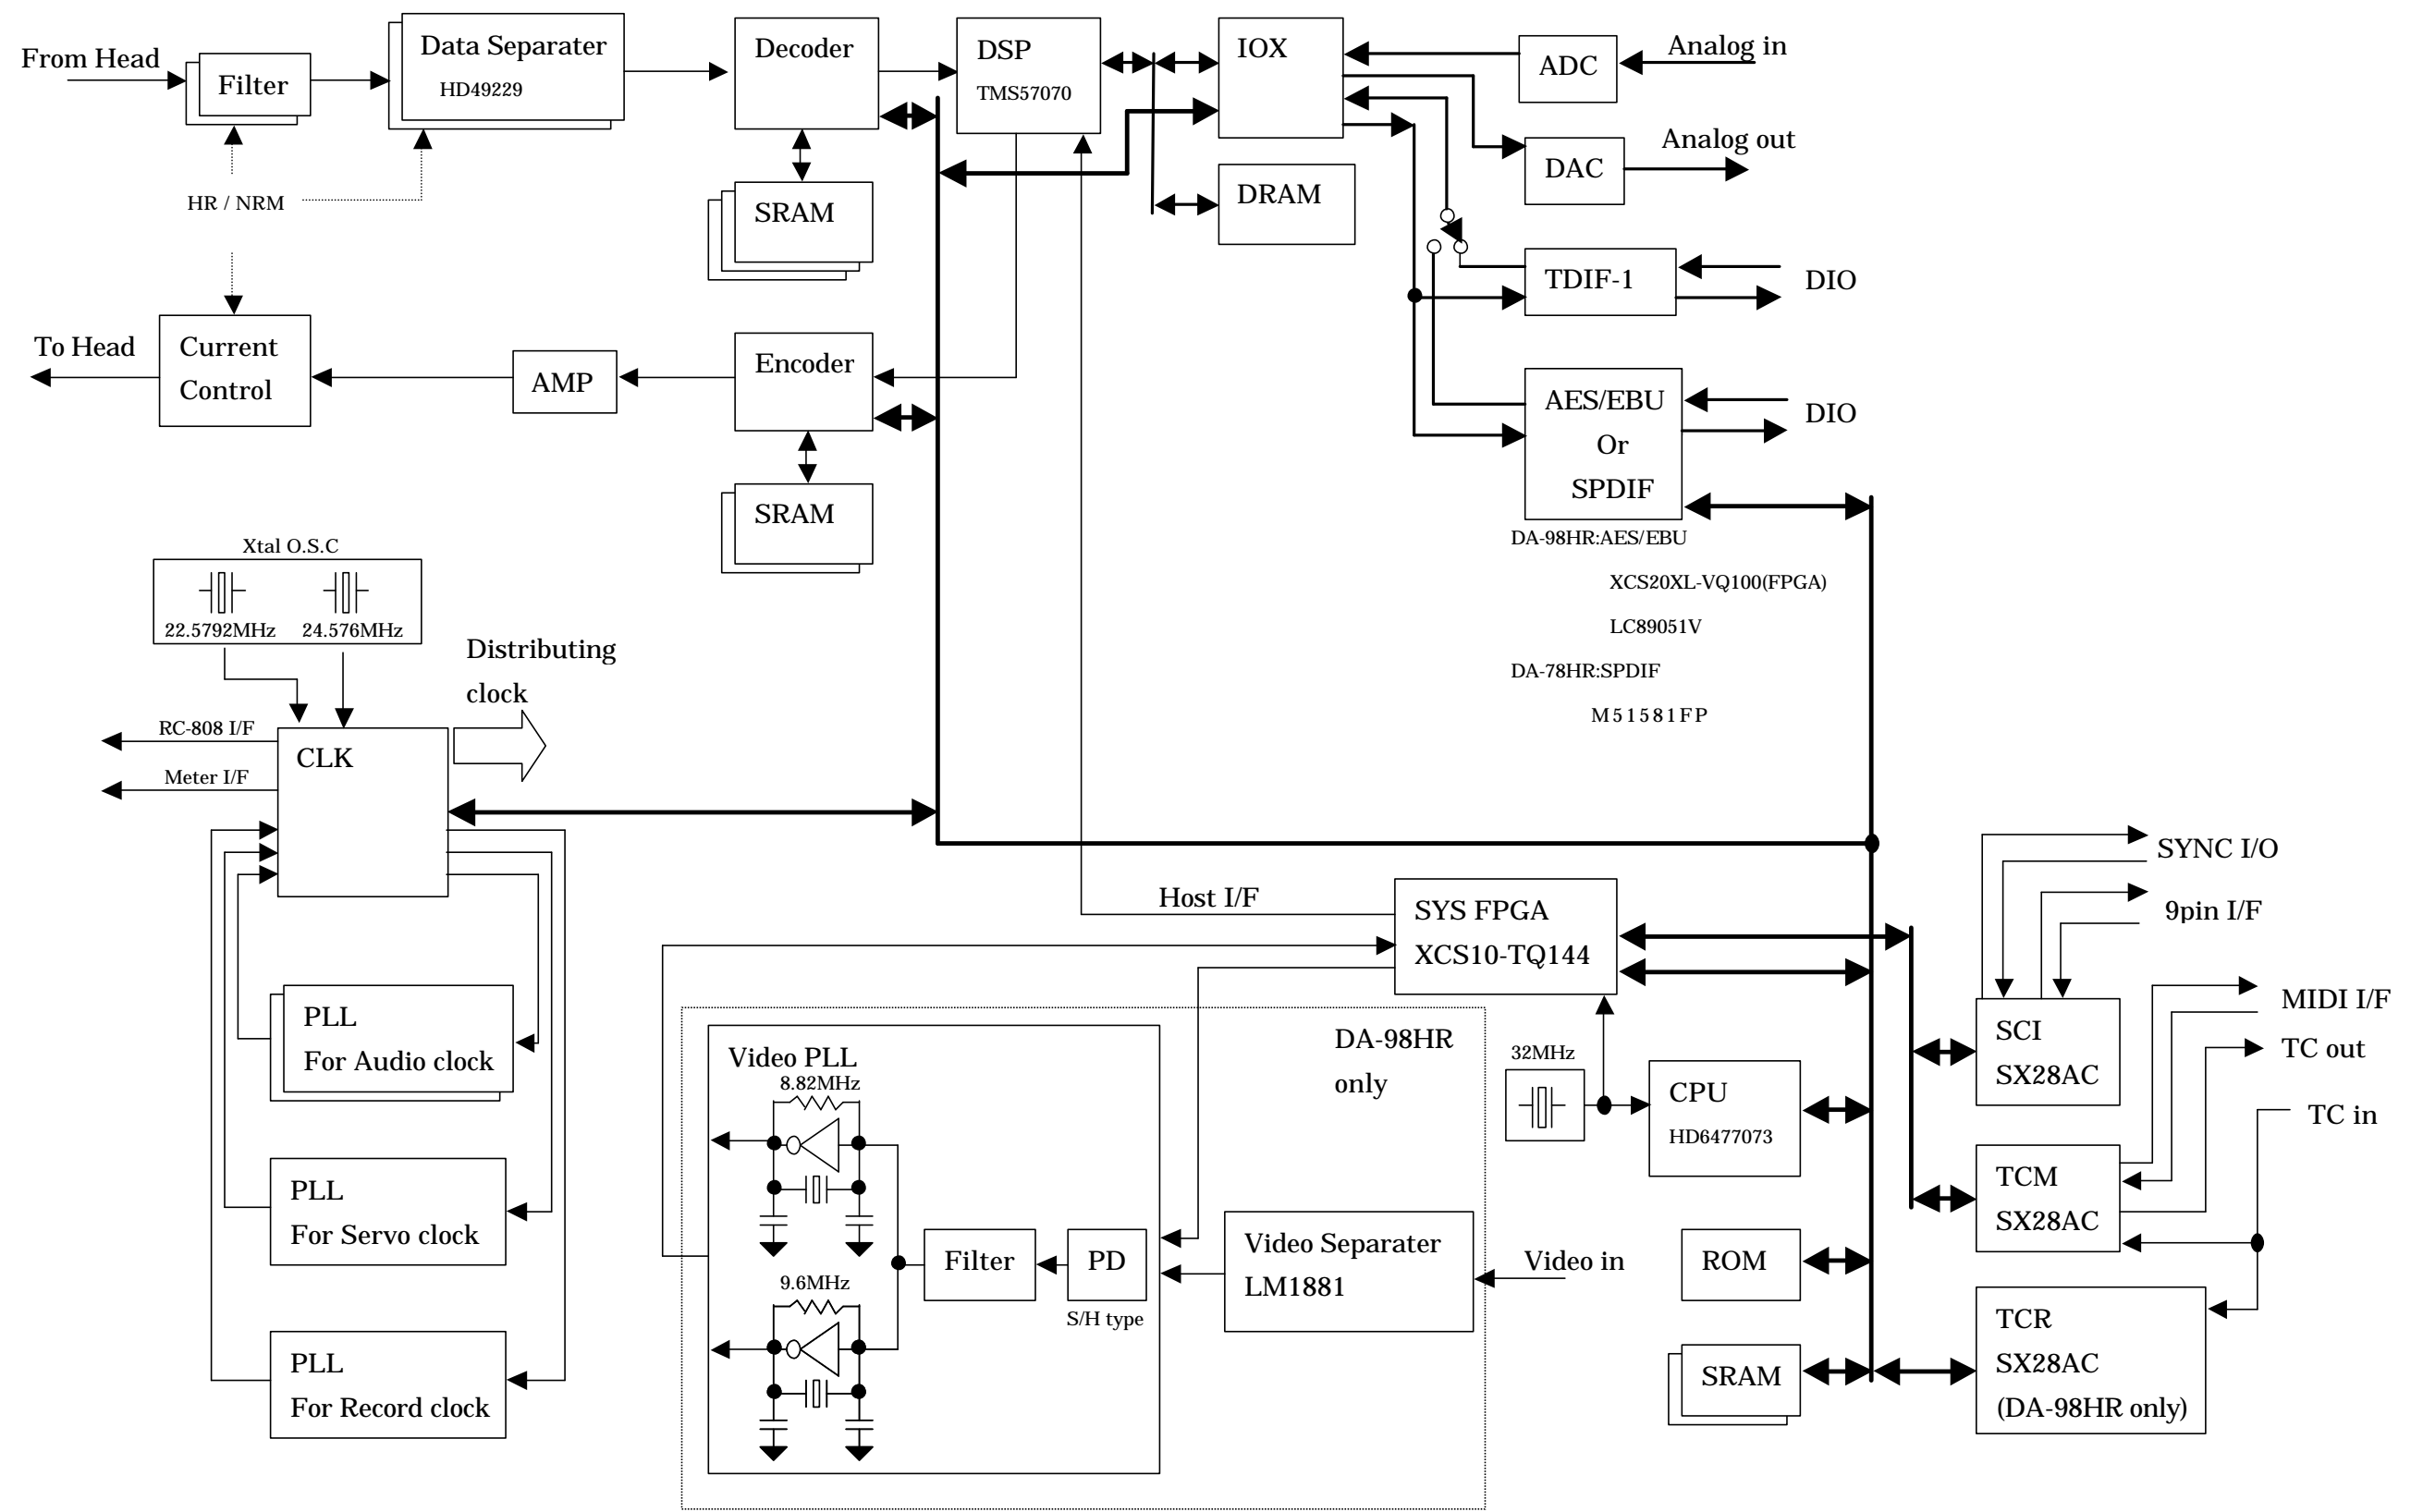 From Head
Filter
Data Separater
HD49229
Decoder
DSP
TMS57070
IOX
ADC
Analog in
DAC
Analog out
HR / NRM
SRAM
DRAM
TDIF-1
DIO
To Head
Current
Control
AMP
Encoder
SRAM
AES/EBU
Or
SPDIF
DIO
DA-98HR:AES/EBU
XCS20XL-VQ100(FPGA)
LC89051V
DA-78HR:SPDIF
M51581FP
Xtal O.S.C
22.5792MHz
24.576MHz
Distributing
clock
RC-808 I/F
Meter I/F
CLK
PLL
For Audio clock
PLL
For Servo clock
PLL
For Record clock
Host I/F
SYS FPGA
XCS10-TQ144
SYNC I/O
9pin I/F
MIDI I/F
TC out
TC in
SCI
SX28AC
TCM
SX28AC
TCR
SX28AC
(DA-98HR only)
DA-98HR
only
Video PLL
8.82MHz
9.6MHz
Filter
PD
S/H type
Video Separater
LM1881
Video in
32MHz
CPU
HD6477073
ROM
SRAM